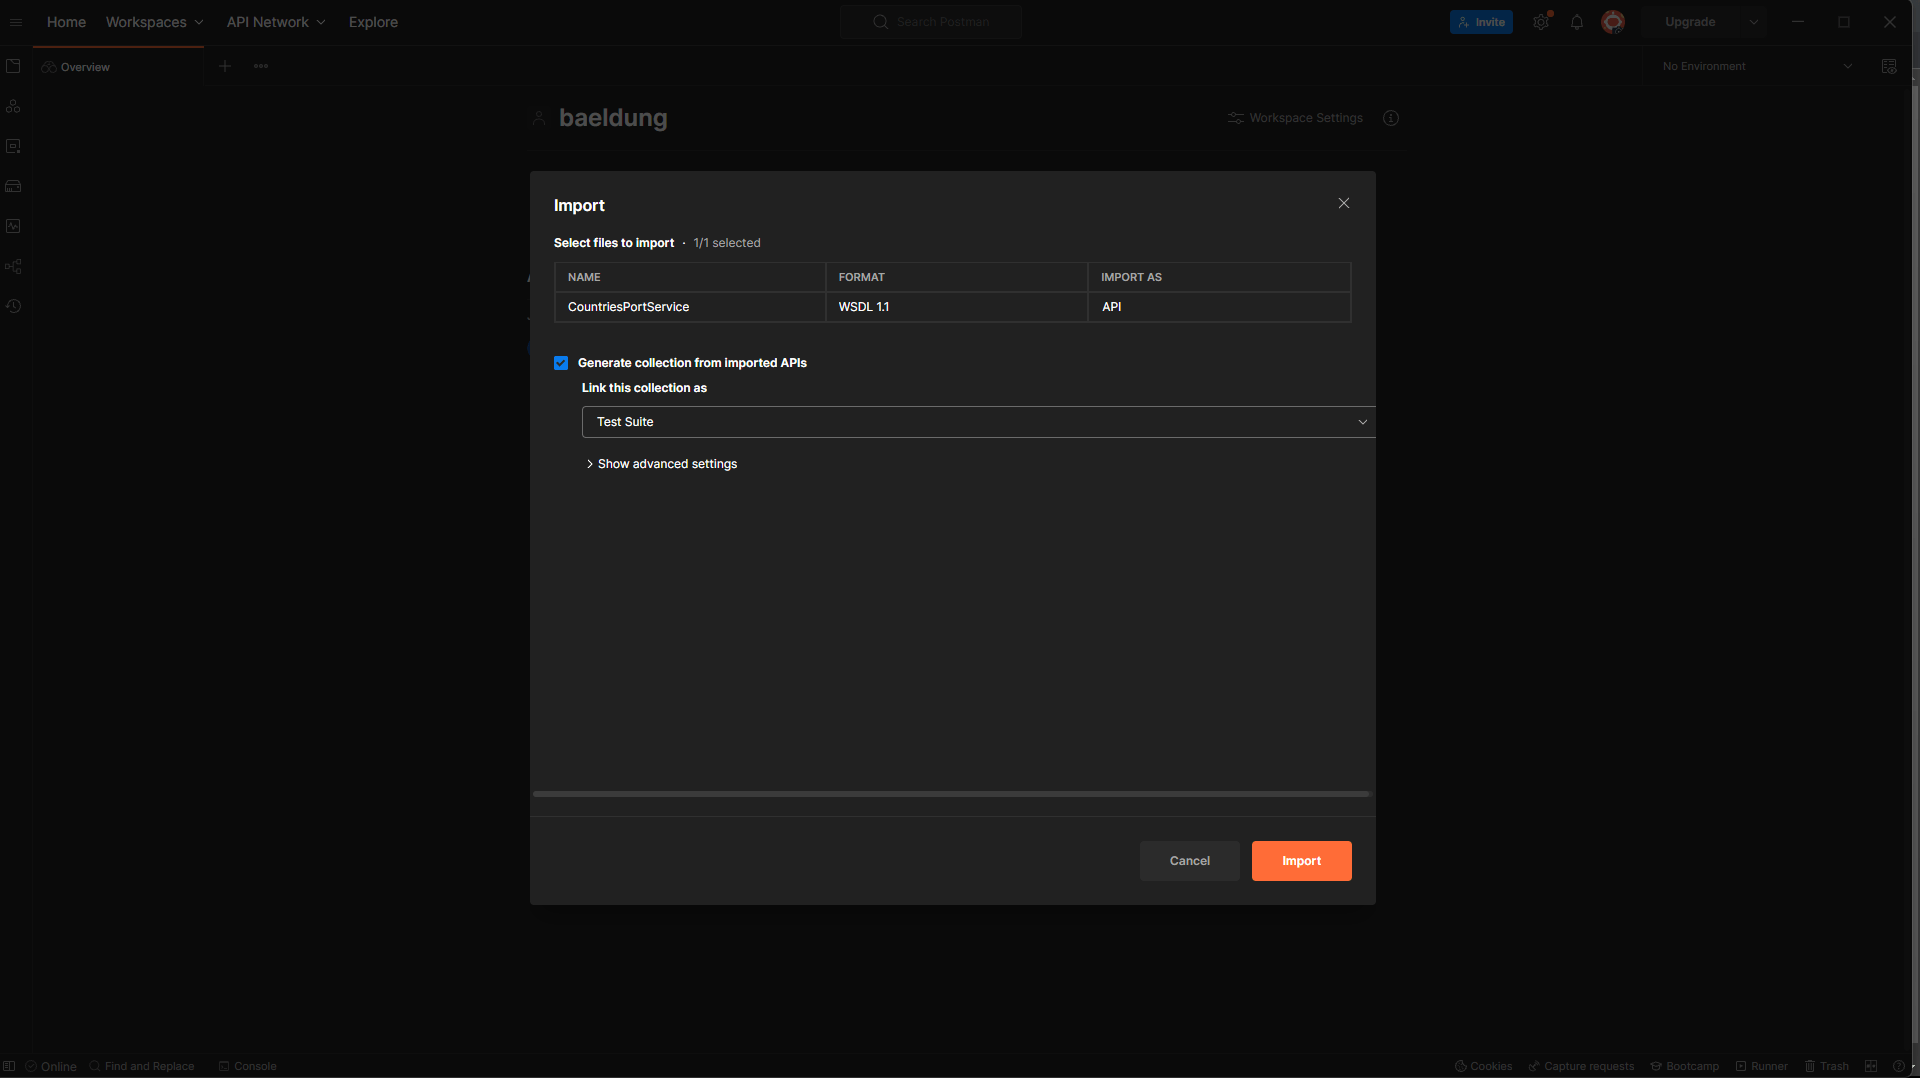 Home Workspaces API Network Explore Search Postman Invite Upgrade
Overview No Environment
baeldung Workspace Settings
Import
Select files to import · 1/1 selected
NAME FORMAT IMPORT AS
CountriesPortService WSDL 1.1 API
Generate collection from imported APIs
Link this collection as
Test Suite
Show advanced settings
Cancel Import
Online Find and Replace Console Cookies Capture requests Bootcamp Runner Trash